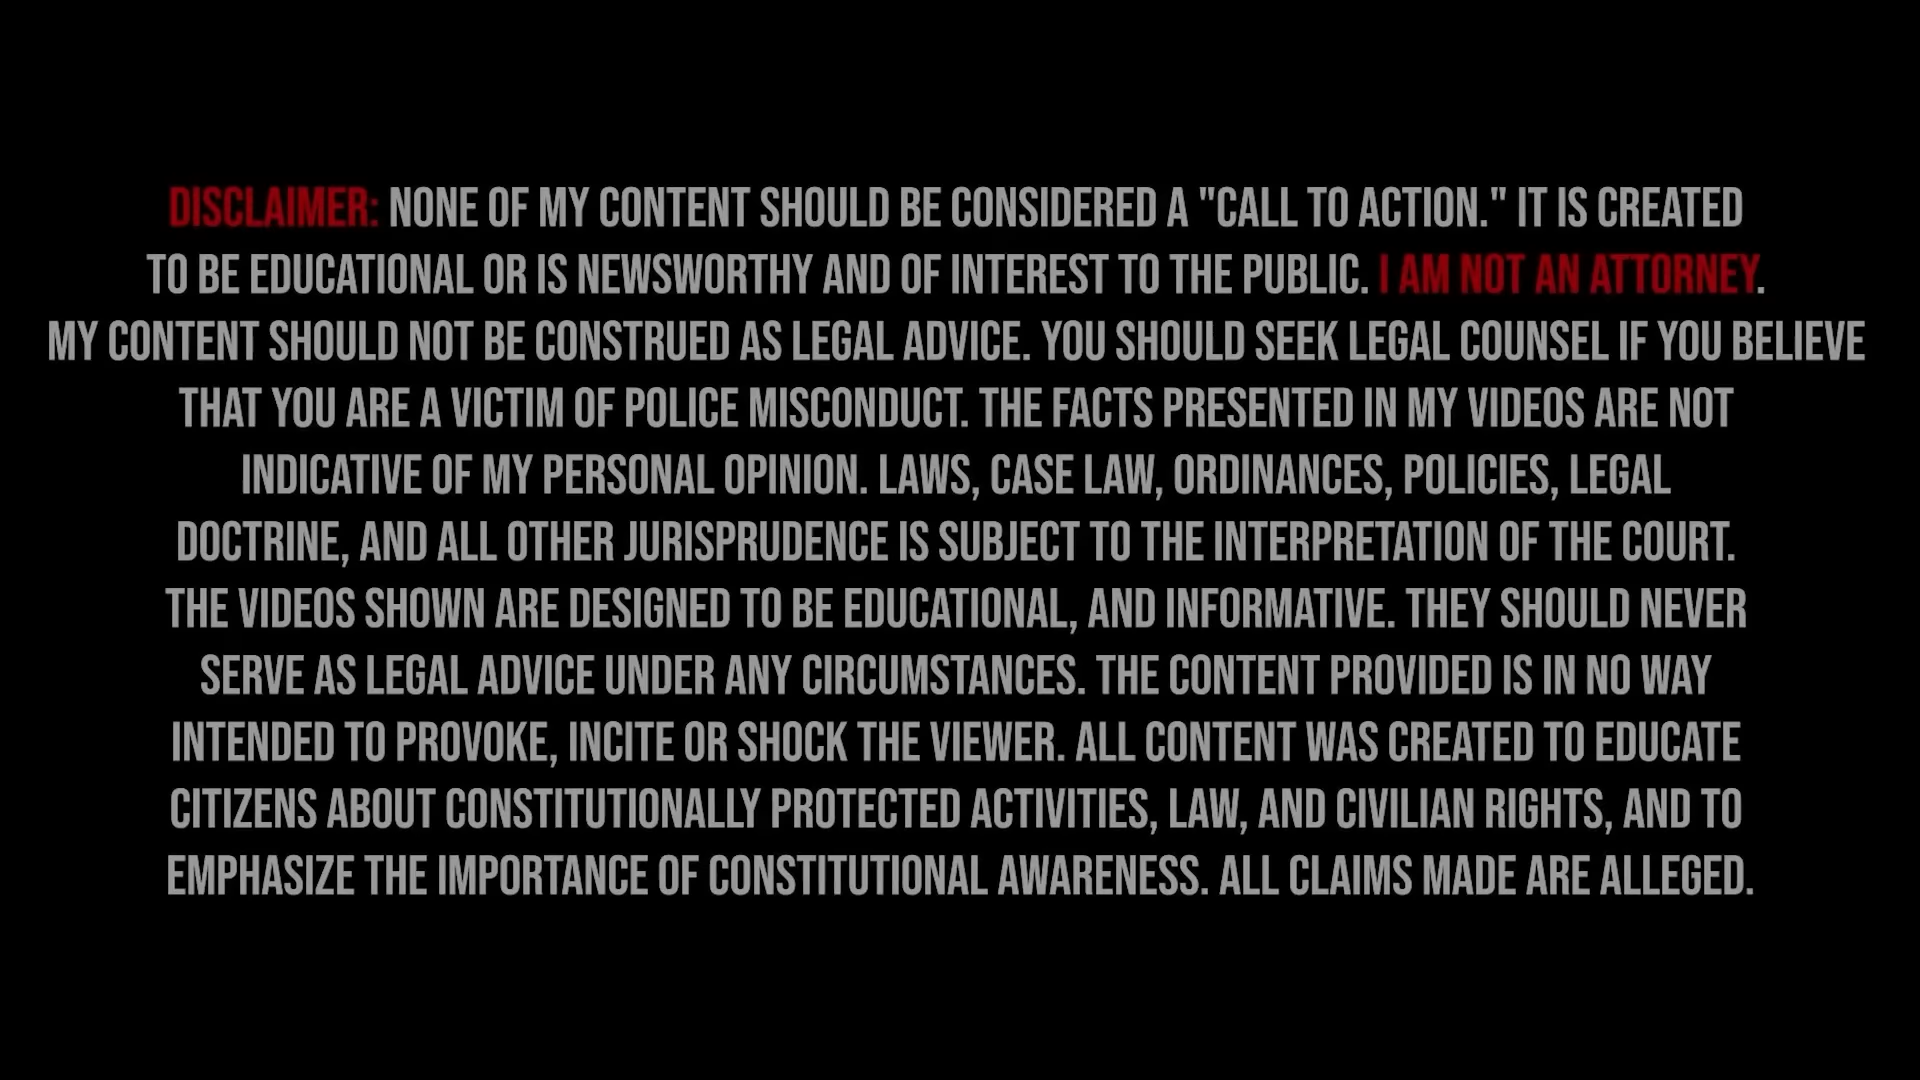 DISCLAIMER: NONE OF MY CONTENT SHOULD BE CONSIDERED A "CALL TO ACTION." IT IS CREATED
TO BE EDUCATIONAL OR IS NEWSWORTHY AND OF INTEREST TO THE PUBLIC. I AM NOT AN ATTORNEY.
MY CONTENT SHOULD NOT BE CONSTRUED AS LEGAL ADVICE. YOU SHOULD SEEK LEGAL COUNSEL IF YOU BELIEVE
THAT YOU ARE A VICTIM OF POLICE MISCONDUCT. THE FACTS PRESENTED IN MY VIDEOS ARE NOT
INDICATIVE OF MY PERSONAL OPINION. LAWS, CASE LAW, ORDINANCES, POLICIES, LEGAL
DOCTRINE, AND ALL OTHER JURISPRUDENCE IS SUBJECT TO THE INTERPRETATION OF THE COURT.
THE VIDEOS SHOWN ARE DESIGNED TO BE EDUCATIONAL, AND INFORMATIVE. THEY SHOULD NEVER
SERVE AS LEGAL ADVICE UNDER ANY CIRCUMSTANCES. THE CONTENT PROVIDED IS IN NO WAY
INTENDED TO PROVOKE, INCITE OR SHOCK THE VIEWER. ALL CONTENT WAS CREATED TO EDUCATE
CITIZENS ABOUT CONSTITUTIONALLY PROTECTED ACTIVITIES, LAW, AND CIVILIAN RIGHTS, AND TO
EMPHASIZE THE IMPORTANCE OF CONSTITUTIONAL AWARENESS. ALL CLAIMS MADE ARE ALLEGED.